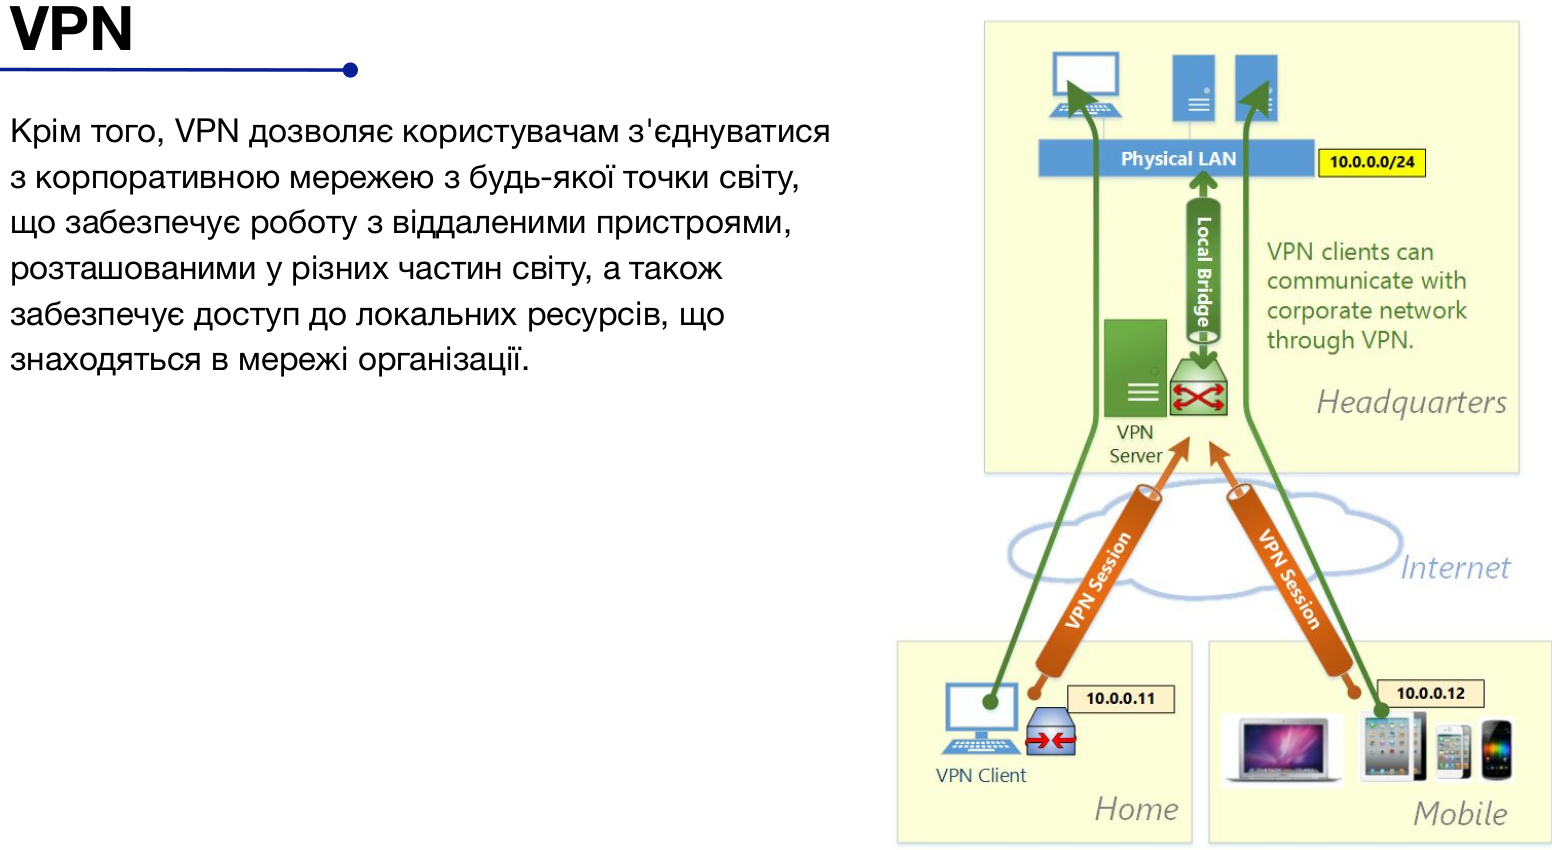 VPN
Крім того, VPN дозволяє користувачам з'єднуватися
з корпоративною мережею з будь-якої точки світу,
що забезпечує роботу з віддаленими пристроями,
розташованими у різних частин світу, а також
забезпечує доступ до локальних ресурсів, що
знаходяться в мережі організації.
Physical LAN
10.0.0.0/24
Local Bridge
VPN clients can
communicate with
corporate network
through VPN.
Headquarters
VPN
Server
VPN Session
VPN Session
Internet
10.0.0.11
VPN Client
Home
10.0.0.12
Mobile